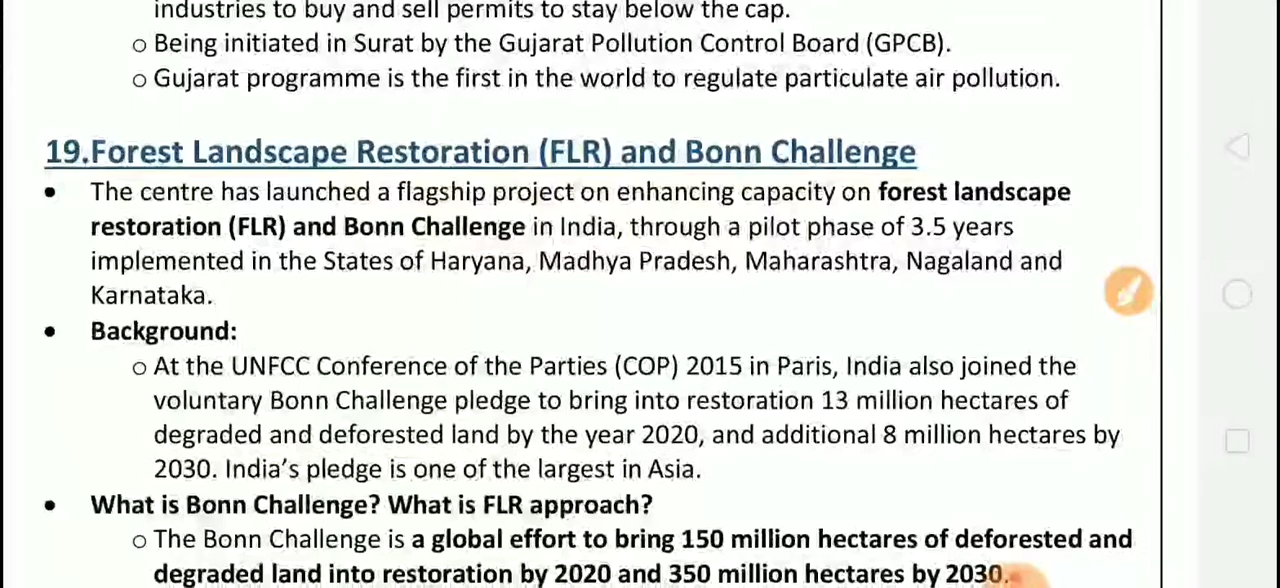 industries to buy and sell permits to stay below the cap.
o Being initiated in Surat by the Gujarat Pollution Control Board (GPCB).
o Gujarat programme is the first in the world to regulate particulate air pollution.
19.Forest Landscape Restoration (FLR) and Bonn Challenge
• The centre has launched a flagship project on enhancing capacity on forest landscape
restoration (FLR) and Bonn Challenge in India, through a pilot phase of 3.5 years
implemented in the States of Haryana, Madhya Pradesh, Maharashtra, Nagaland and
Karnataka.
• Background:
o At the UNFCC Conference of the Parties (COP) 2015 in Paris, India also joined the
voluntary Bonn Challenge pledge to bring into restoration 13 million hectares of
degraded and deforested land by the year 2020, and additional 8 million hectares by
2030. India’s pledge is one of the largest in Asia.
• What is Bonn Challenge? What is FLR approach?
o The Bonn Challenge is a global effort to bring 150 million hectares of deforested and
degraded land into restoration by 2020 and 350 million hectares by 2030.